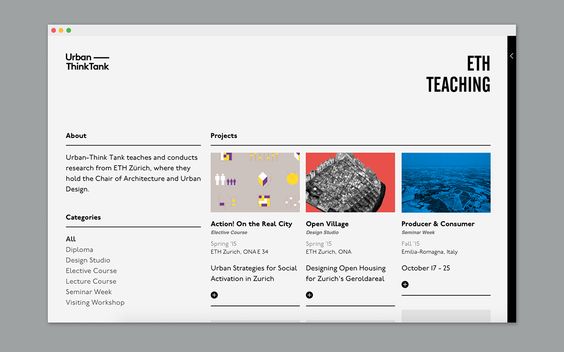 Urban —
ThinkTank
ETH
TEACHING
About
Urban-Think Tank teaches and conducts
research from ETH Zürich, where they
hold the Chair of Architecture and Urban
Design.
Categories
All
Diploma
Design Studio
Elective Course
Lecture Course
Seminar Week
Visiting Workshop
Projects
Action! On the Real City
Elective Course
Spring '15
ETH Zurich, ONA E 34
Urban Strategies for Social
Activation in Zurich
Open Village
Design Studio
Spring '15
ETH Zurich, ONA
Designing Open Housing
for Zurich's Geroldareal
Producer & Consumer
Seminar Week
Fall '15
Emilia-Romagna, Italy
October 17 - 25